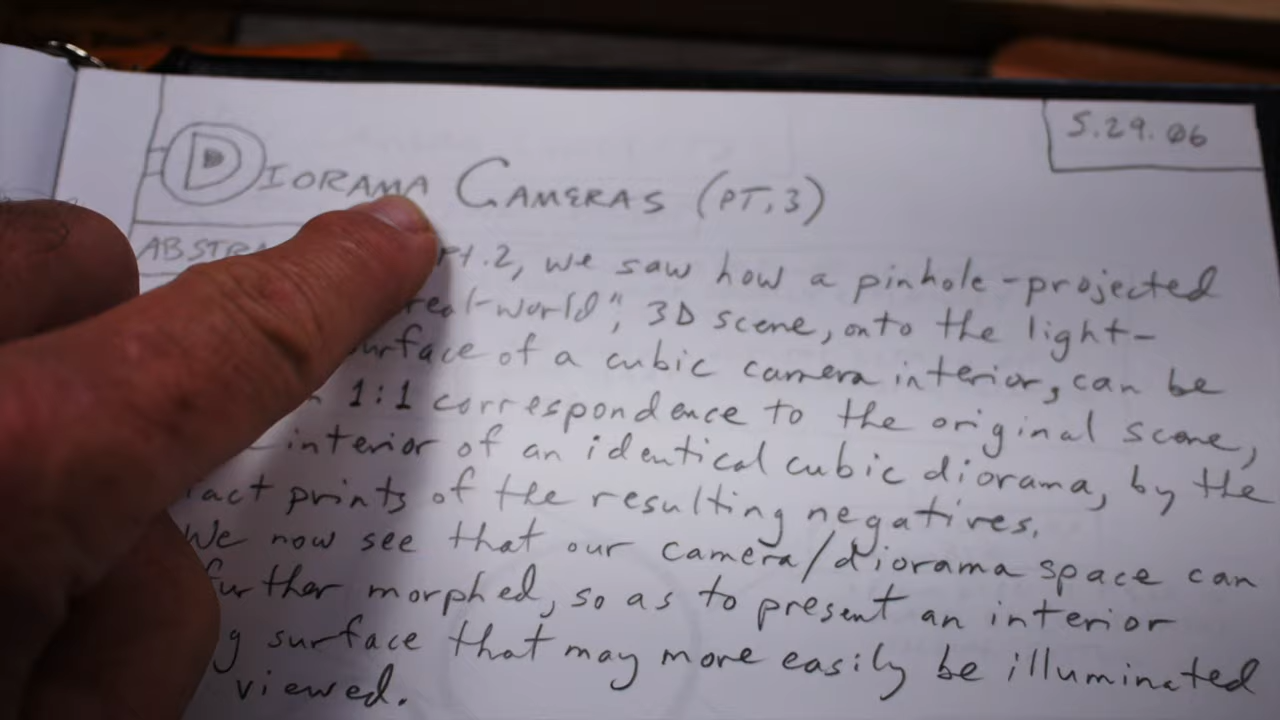 DIORAMA CAMERAS (PT.3)
5.29.06
pt.2, we saw how a pinhole-projected
real-world", 3D scene, onto the light-
surface of a cubic camera interior, can be
1:1 correspondence to the original scene,
interior of an identical cubic diorama, by the
prints of the resulting negatives.
We now see that our camera/diorama space can
further morphed, so as to present an interior
surface that may more easily be illuminated
viewed.